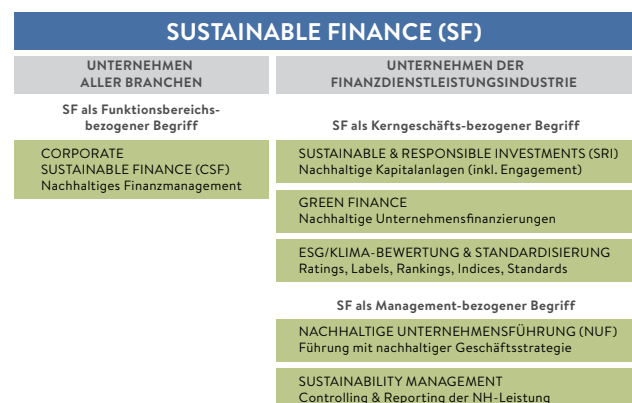 SUSTAINABLE FINANCE (SF)
UNTERNEHMEN
ALLER BRANCHEN
SF als Funktionsbereichs-
bezogener Begriff
CORPORATE
SUSTAINABLE FINANCE (CSF)
Nachhaltiges Finanzmanagement
UNTERNEHMEN DER
FINANZDIENSTLEISTUNGSINDUSTRIE
SF als Kerngeschäfts-bezogener Begriff
SUSTAINABLE & RESPONSIBLE INVESTMENTS (SRI)
Nachhaltige Kapitalanlagen (inkl. Engagement)
GREEN FINANCE
Nachhaltige Unternehmensfinanzierungen
ESG/KLIMA-BEWERTUNG & STANDARDISIERUNG
Ratings, Labels, Rankings, Indices, Standards
SF als Management-bezogener Begriff
NACHHALTIGE UNTERNEHMENSFÜHRUNG (NUF)
Führung mit nachhaltiger Geschäftsstrategie
SUSTAINABILITY MANAGEMENT
Controlling & Reporting der NH-Leistung